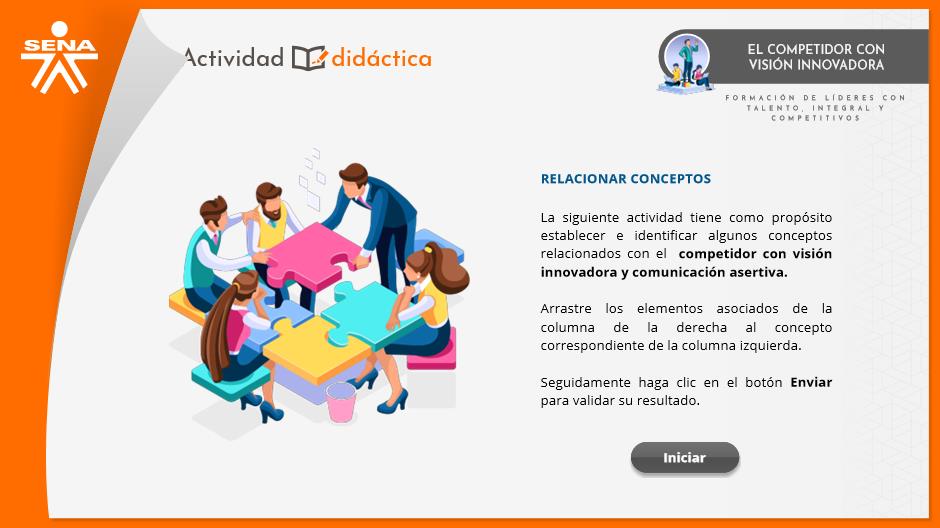 SENA
Actividad didáctica
EL COMPETIDOR CON
VISIÓN INNOVADORA
FORMACIÓN DE LÍDERES CON
TALENTO, INTEGRAL Y
COMPETITIVOS
RELACIONAR CONCEPTOS
La siguiente actividad tiene como propósito
establecer e identificar algunos conceptos
relacionados con el competidor con visión
innovadora y comunicación asertiva.
Arrastre los elementos asociados de la
columna de la derecha al concepto
correspondiente de la columna izquierda.
Seguidamente haga clic en el botón Enviar
para validar su resultado.
Iniciar